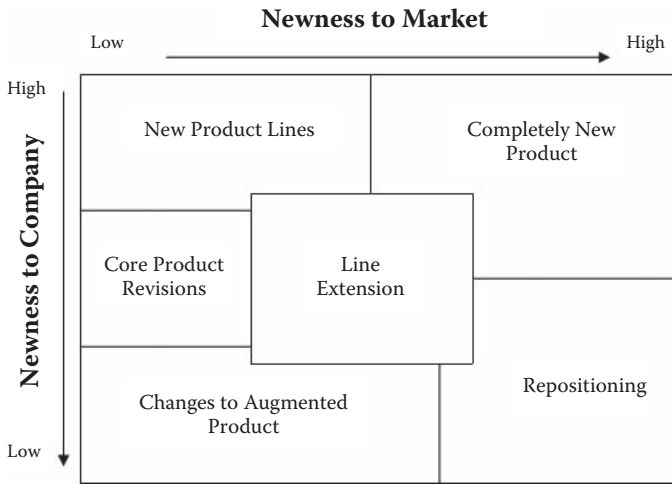 Newness to Market
Low
High
High
Newness to Company
Low
New Product Lines
Completely New
Product
Core Product
Revisions
Line
Extension
Changes to Augmented
Product
Repositioning